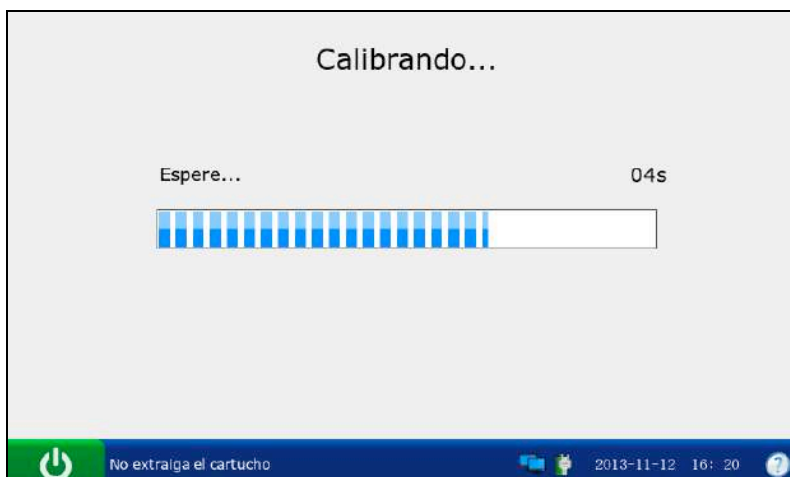 Calibrando...
Espere... 04s
No extraiga el cartucho 2013-11-12 16: 20